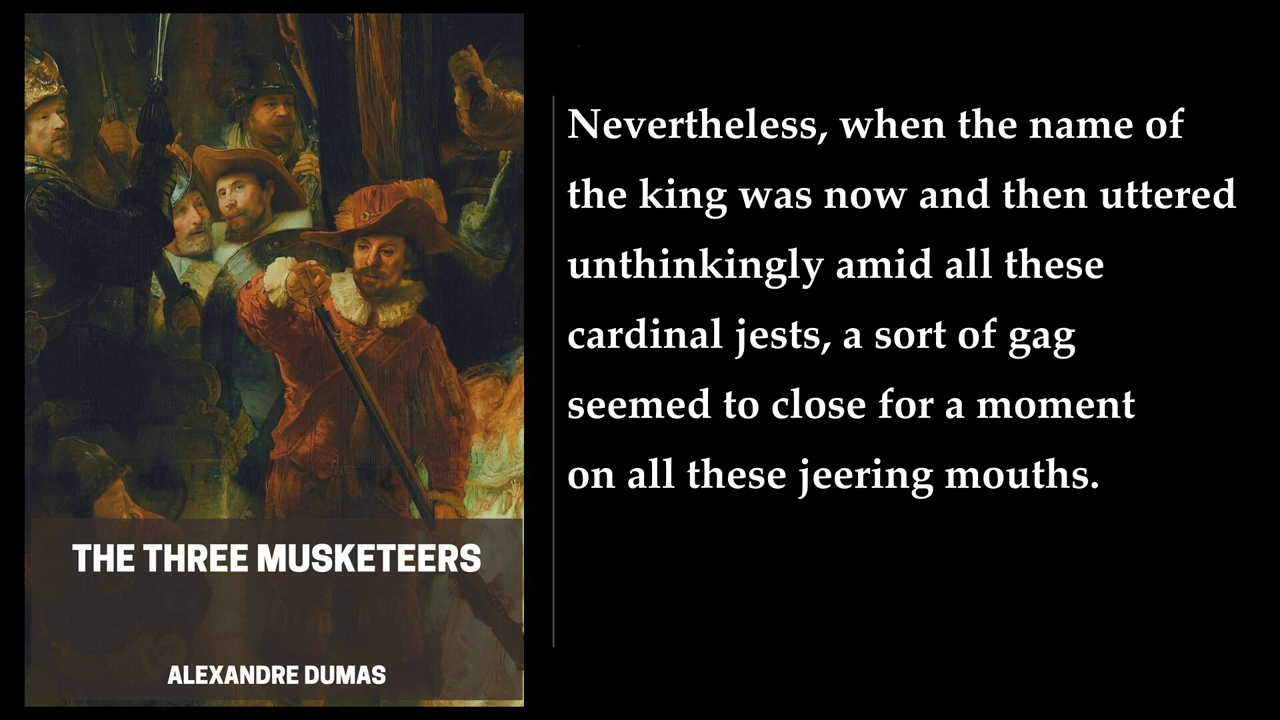 THE THREE MUSKETEERS
ALEXANDRE DUMAS
Nevertheless, when the name of
the king was now and then uttered
unthinkingly amid all these
cardinal jests, a sort of gag
seemed to close for a moment
on all these jeering mouths.